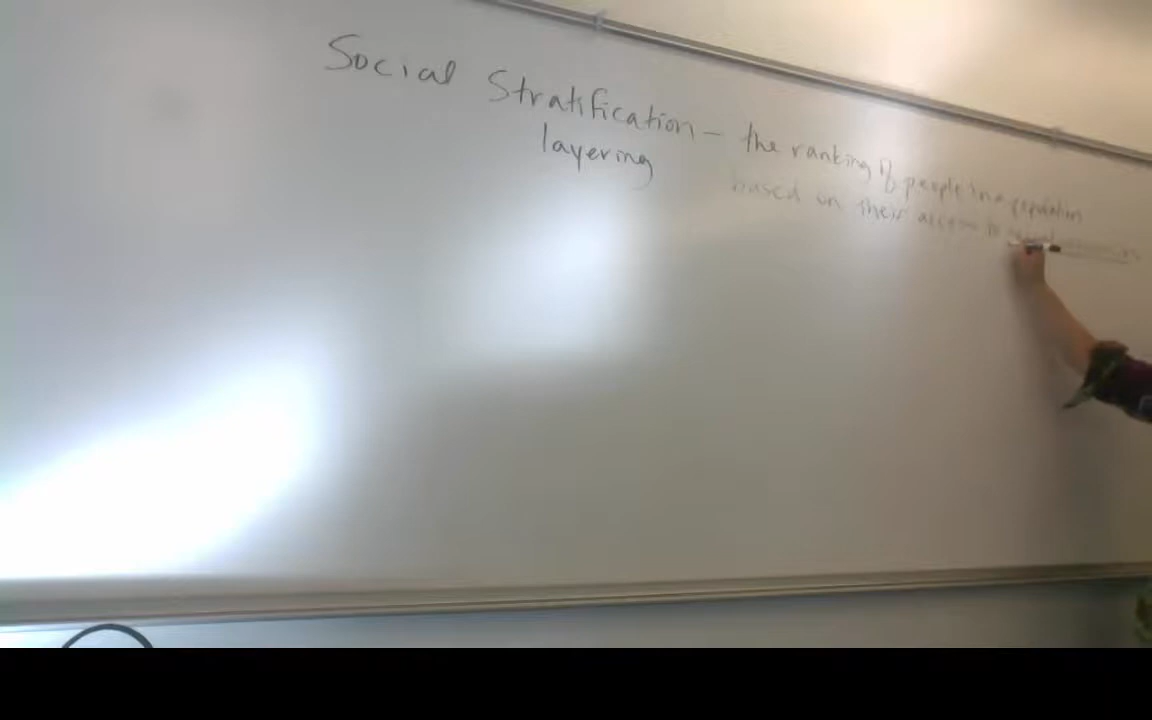 Social Stratification — the ranking of people in a population
layering
based on their access to